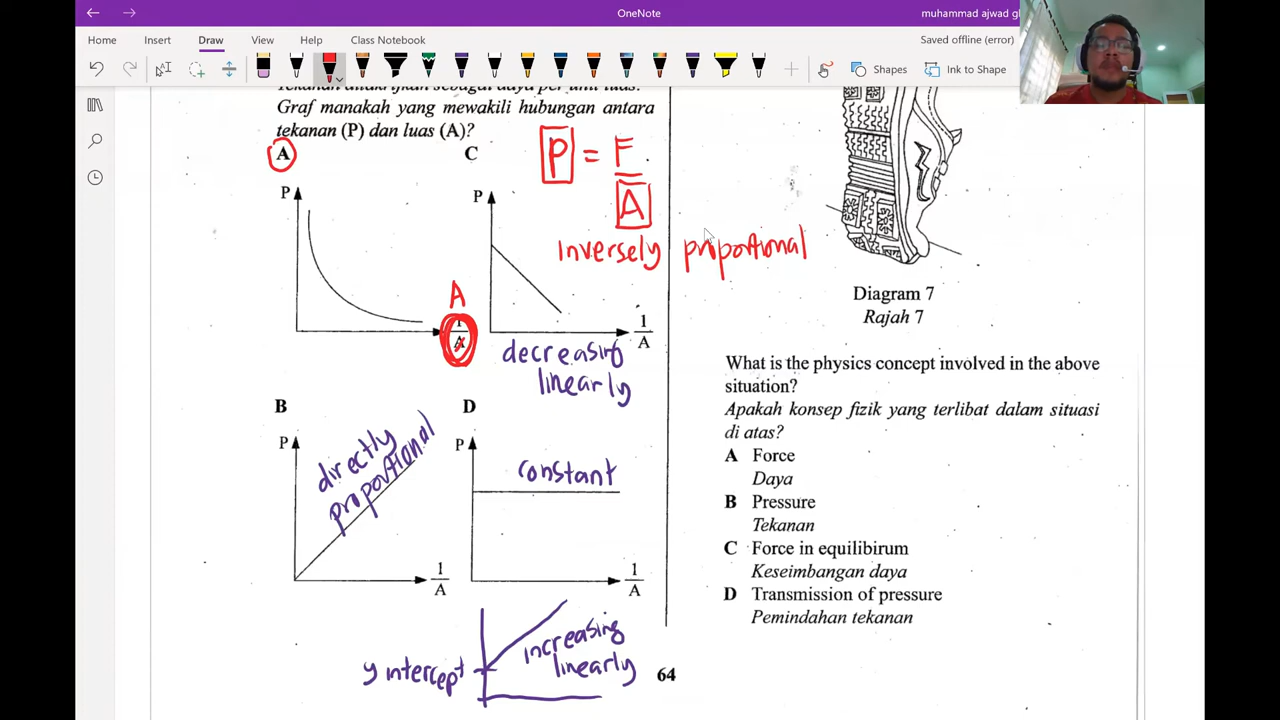 OneNote
muhammad ajwad gh
Home Insert Draw View Help Class Notebook
Saved offline (error)
Shapes
Ink to Shape
Graf manakah yang mewakili hubungan antara
tekanan (P) dan luas (A)?
A
P
A
1
A
C
P
1
A
decreasing
linearly
P = F
A
inversely proportional
B
P
1
A
directly
proportional
D
P
1
A
constant
y intercept
increasing
linearly
64
Diagram 7
Rajah 7
What is the physics concept involved in the above
situation?
Apakah konsep fizik yang terlibat dalam situasi
di atas?
A Force
Daya
B Pressure
Tekanan
C Force in equilibirum
Keseimbangan daya
D Transmission of pressure
Pemindahan tekanan